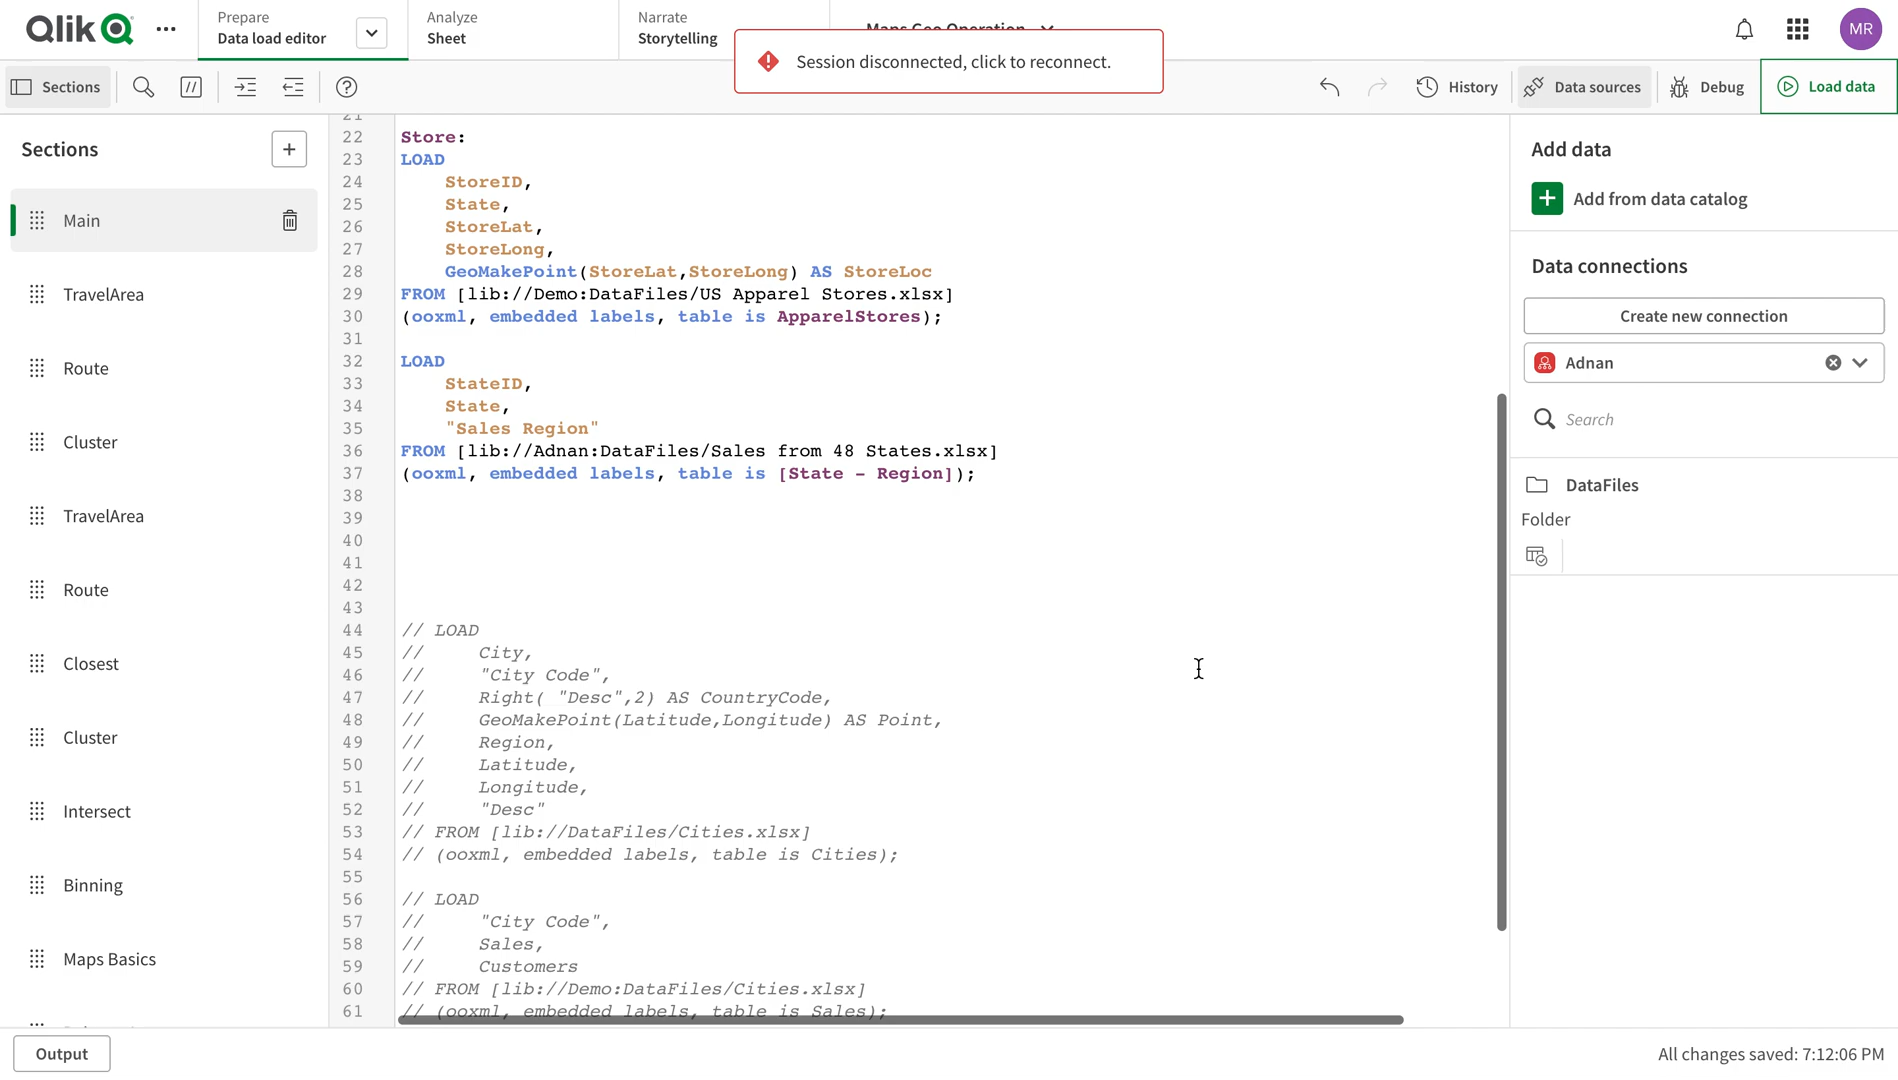 Qlik
Prepare
Data load editor
Analyze
Sheet
Narrate
Storytelling
Maps Geo Operation
MR
Session disconnected, click to reconnect.
Sections
//
?
History
Data sources
Debug
Load data
Sections
+
Main
TravelArea
Route
Cluster
TravelArea
Route
Closest
Cluster
Intersect
Binning
Maps Basics
21
22 Store:
23 LOAD
24 StoreID,
25 State,
26 StoreLat,
27 StoreLong,
28 GeoMakePoint(StoreLat,StoreLong) AS StoreLoc
29 FROM [lib://Demo:DataFiles/US Apparel Stores.xlsx]
30 (ooxml, embedded labels, table is ApparelStores);
31
32 LOAD
33 StateID,
34 State,
35 "Sales Region"
36 FROM [lib://Adnan:DataFiles/Sales from 48 States.xlsx]
37 (ooxml, embedded labels, table is [State - Region]);
38
39
40
41
42
43
44 // LOAD
45 // City,
46 // "City Code",
47 // Right( "Desc",2) AS CountryCode,
48 // GeoMakePoint(Latitude,Longitude) AS Point,
49 // Region,
50 // Latitude,
51 // Longitude,
52 // "Desc"
53 // FROM [lib://DataFiles/Cities.xlsx]
54 // (ooxml, embedded labels, table is Cities);
55
56 // LOAD
57 // "City Code",
58 // Sales,
59 // Customers
60 // FROM [lib://Demo:DataFiles/Cities.xlsx]
61 // (ooxml, embedded labels, table is Sales);
Add data
Add from data catalog
Data connections
Create new connection
Adnan
Search
DataFiles
Folder
Output
All changes saved: 7:12:06 PM